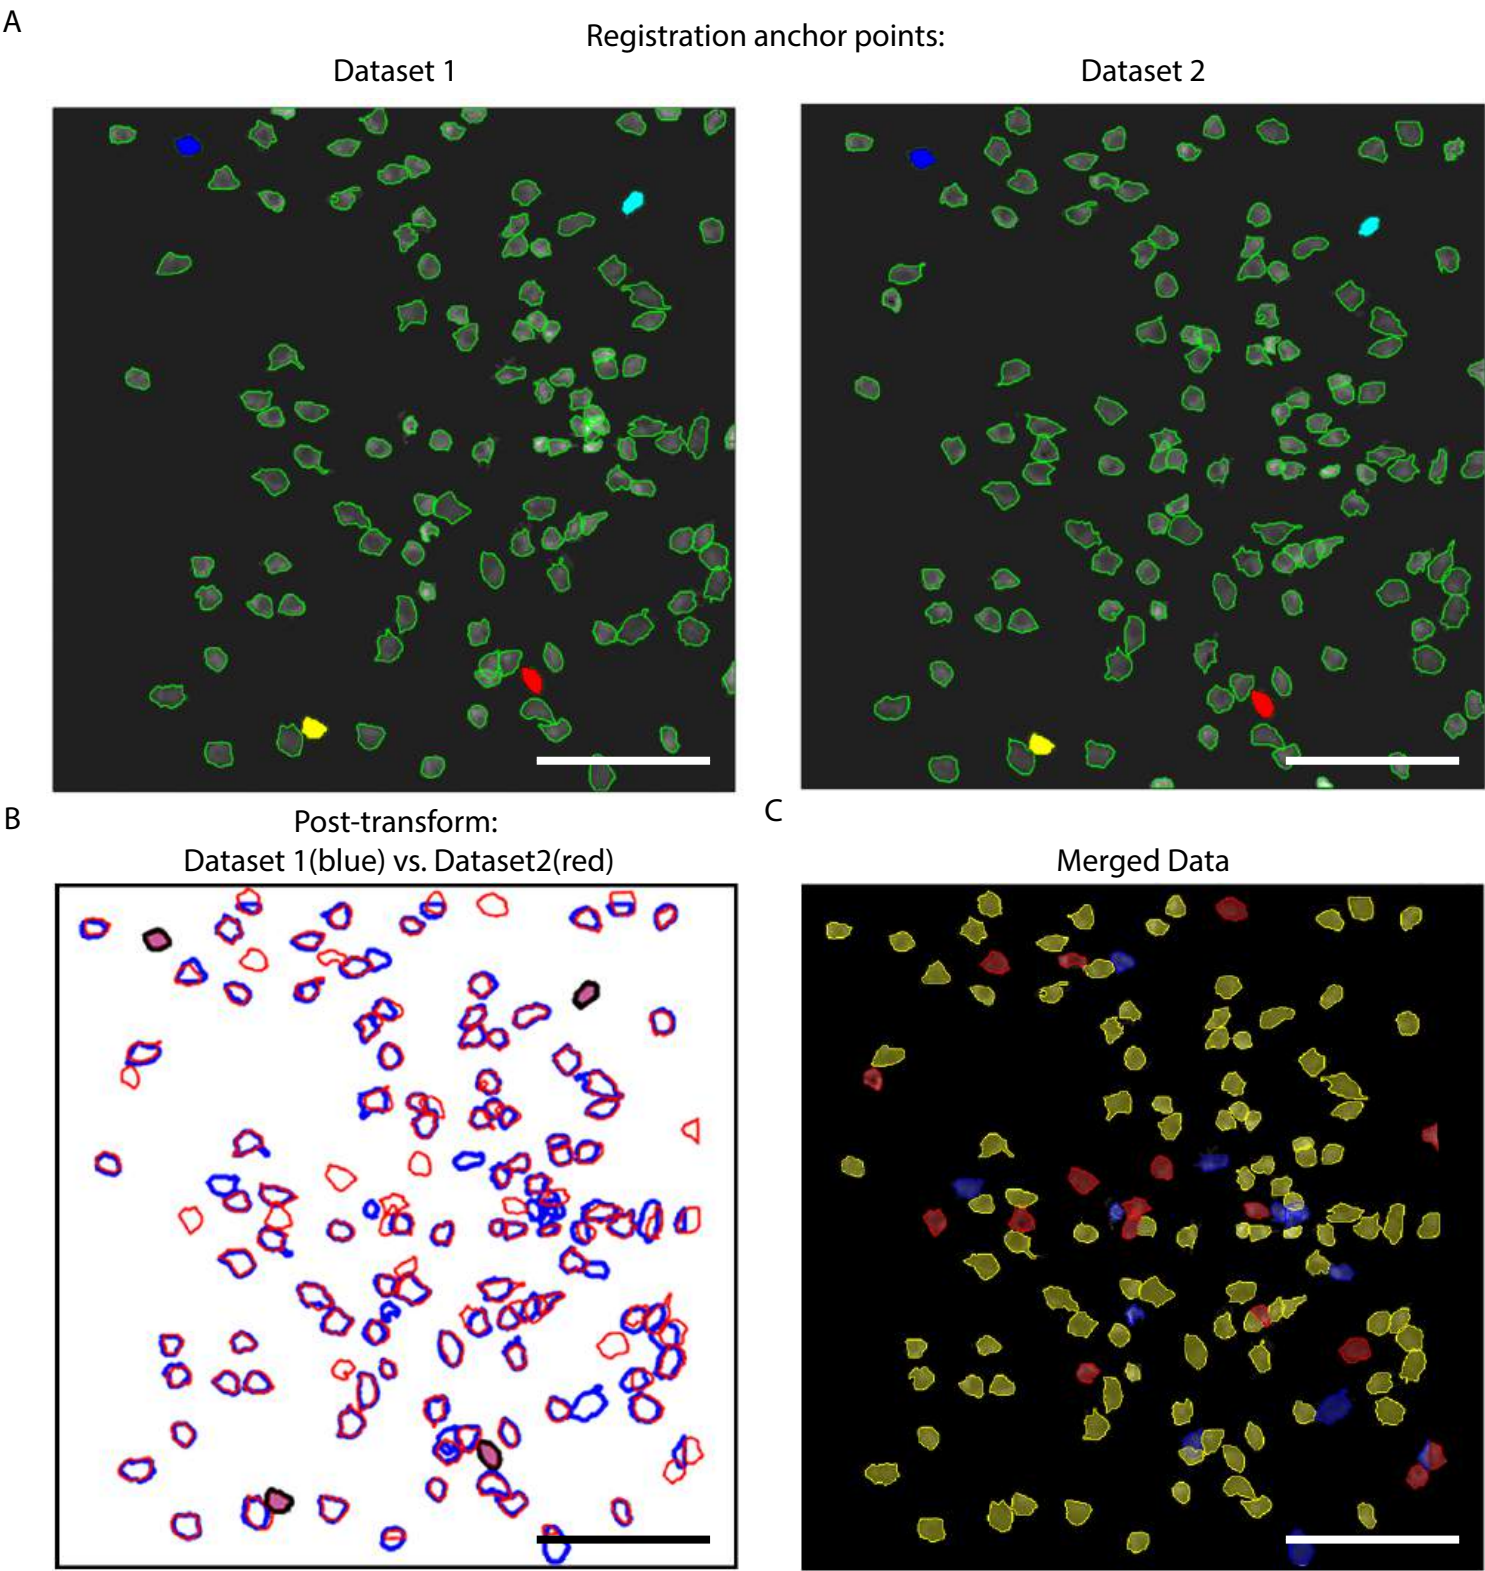 A
Registration anchor points:
Dataset 1
Dataset 2
B
Post-transform:
Dataset 1(blue) vs. Dataset2(red)
C
Merged Data